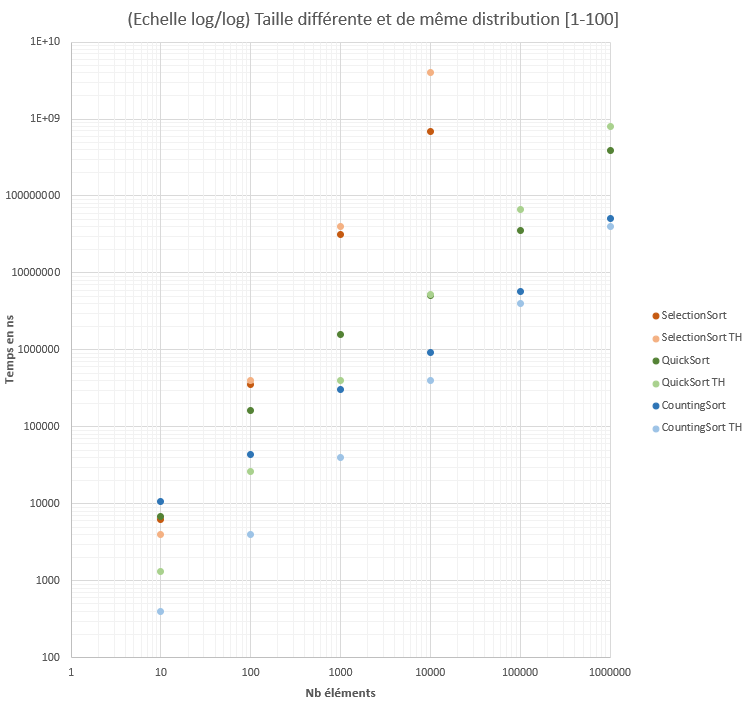 (Echelle log/log) Taille différente et de même distribution [1-100]
1E+10
1E+09
100000000
10000000
1000000
100000
10000
1000
100
Temps en ns
1 10 100 1000 10000 100000 1000000
Nb éléments
SelectionSort
SelectionSort TH
QuickSort
QuickSort TH
CountingSort
CountingSort TH